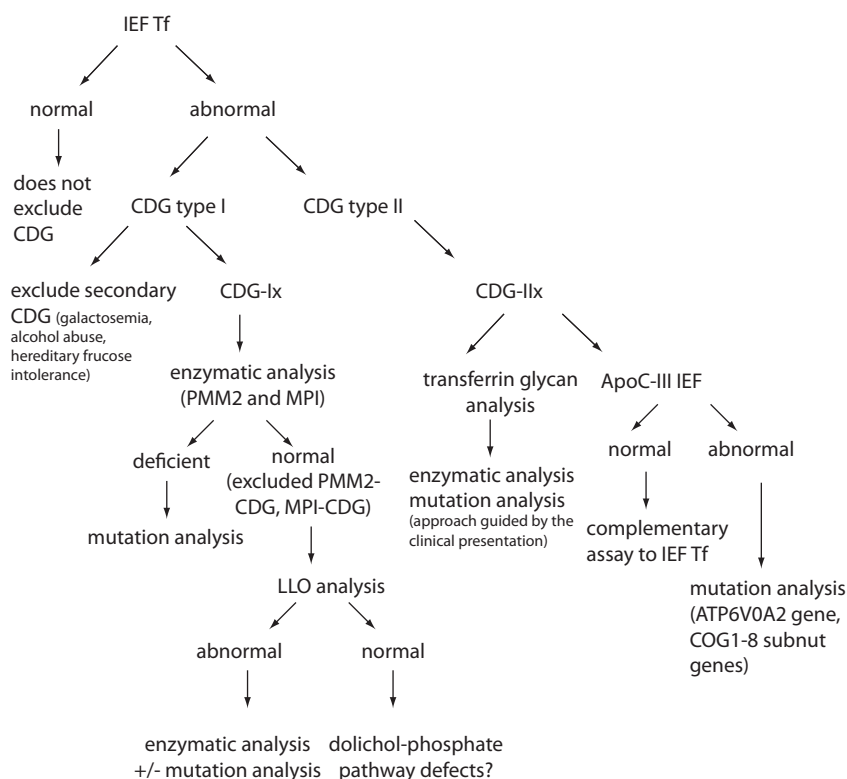 IEF Tf
normal
abnormal
does not
exclude
CDG
CDG type I
CDG type II
exclude secondary
CDG (galactosemia,
alcohol abuse,
hereditary frucose
intolerance)
CDG-Ix
CDG-IIx
enzymatic analysis
(PMM2 and MPI)
transferrin glycan
analysis
ApoC-III IEF
deficient
normal
(excluded PMM2-
CDG, MPI-CDG)
normal
abnormal
mutation analysis
enzymatic analysis
mutation analysis
(approach guided by the
clinical presentation)
complementary
assay to IEF Tf
LLO analysis
mutation analysis
(ATP6V0A2 gene,
COG1-8 subnut
genes)
abnormal
normal
enzymatic analysis
+/- mutation analysis
dolichol-phosphate
pathway defects?